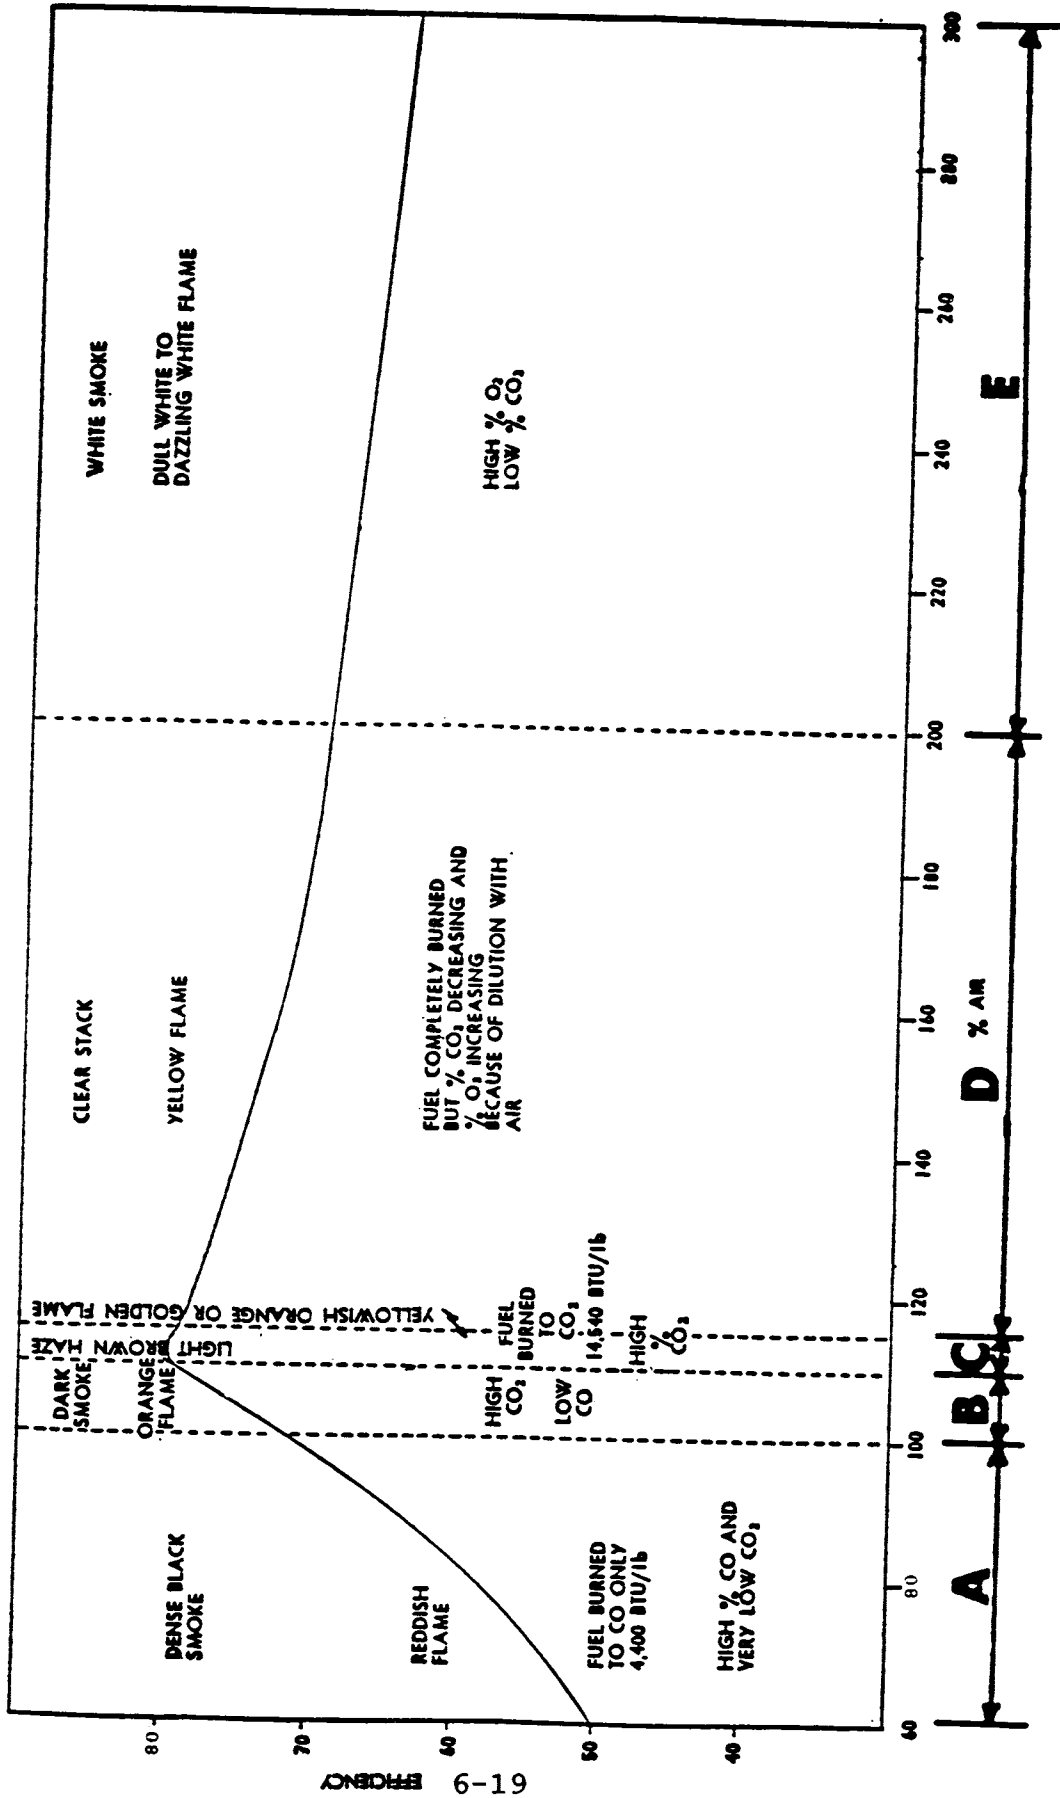 DENSE BLACK
SMOKE
REDDISH
FLAME
FUEL BURNED
TO CO ONLY
4,400 BTU/lb
HIGH % CO AND
VERY LOW CO₂
DARK
SMOKE
ORANGE
FLAME
HIGH
CO₂
LOW
CO
LIGHT
BROWN HAZE
YELLOWISH ORANGE OR GOLDEN FLAME
FUEL
BURNED
TO
CO₂
14,540 BTU/lb
HIGH
%
CO₂
CLEAR STACK
YELLOW FLAME
FUEL COMPLETELY BURNED
BUT % CO₂ DECREASING AND
% O₂ INCREASING
BECAUSE OF DILUTION WITH
AIR
WHITE SMOKE
DULL WHITE TO
DAZZLING WHITE FLAME
HIGH % O₂
LOW % CO₂
80
70
60
50
40
EFFICIENCY
60
80
100
120
140
160
180
200
220
240
260
280
300
% AIR
A
B
C
D
E
6-19